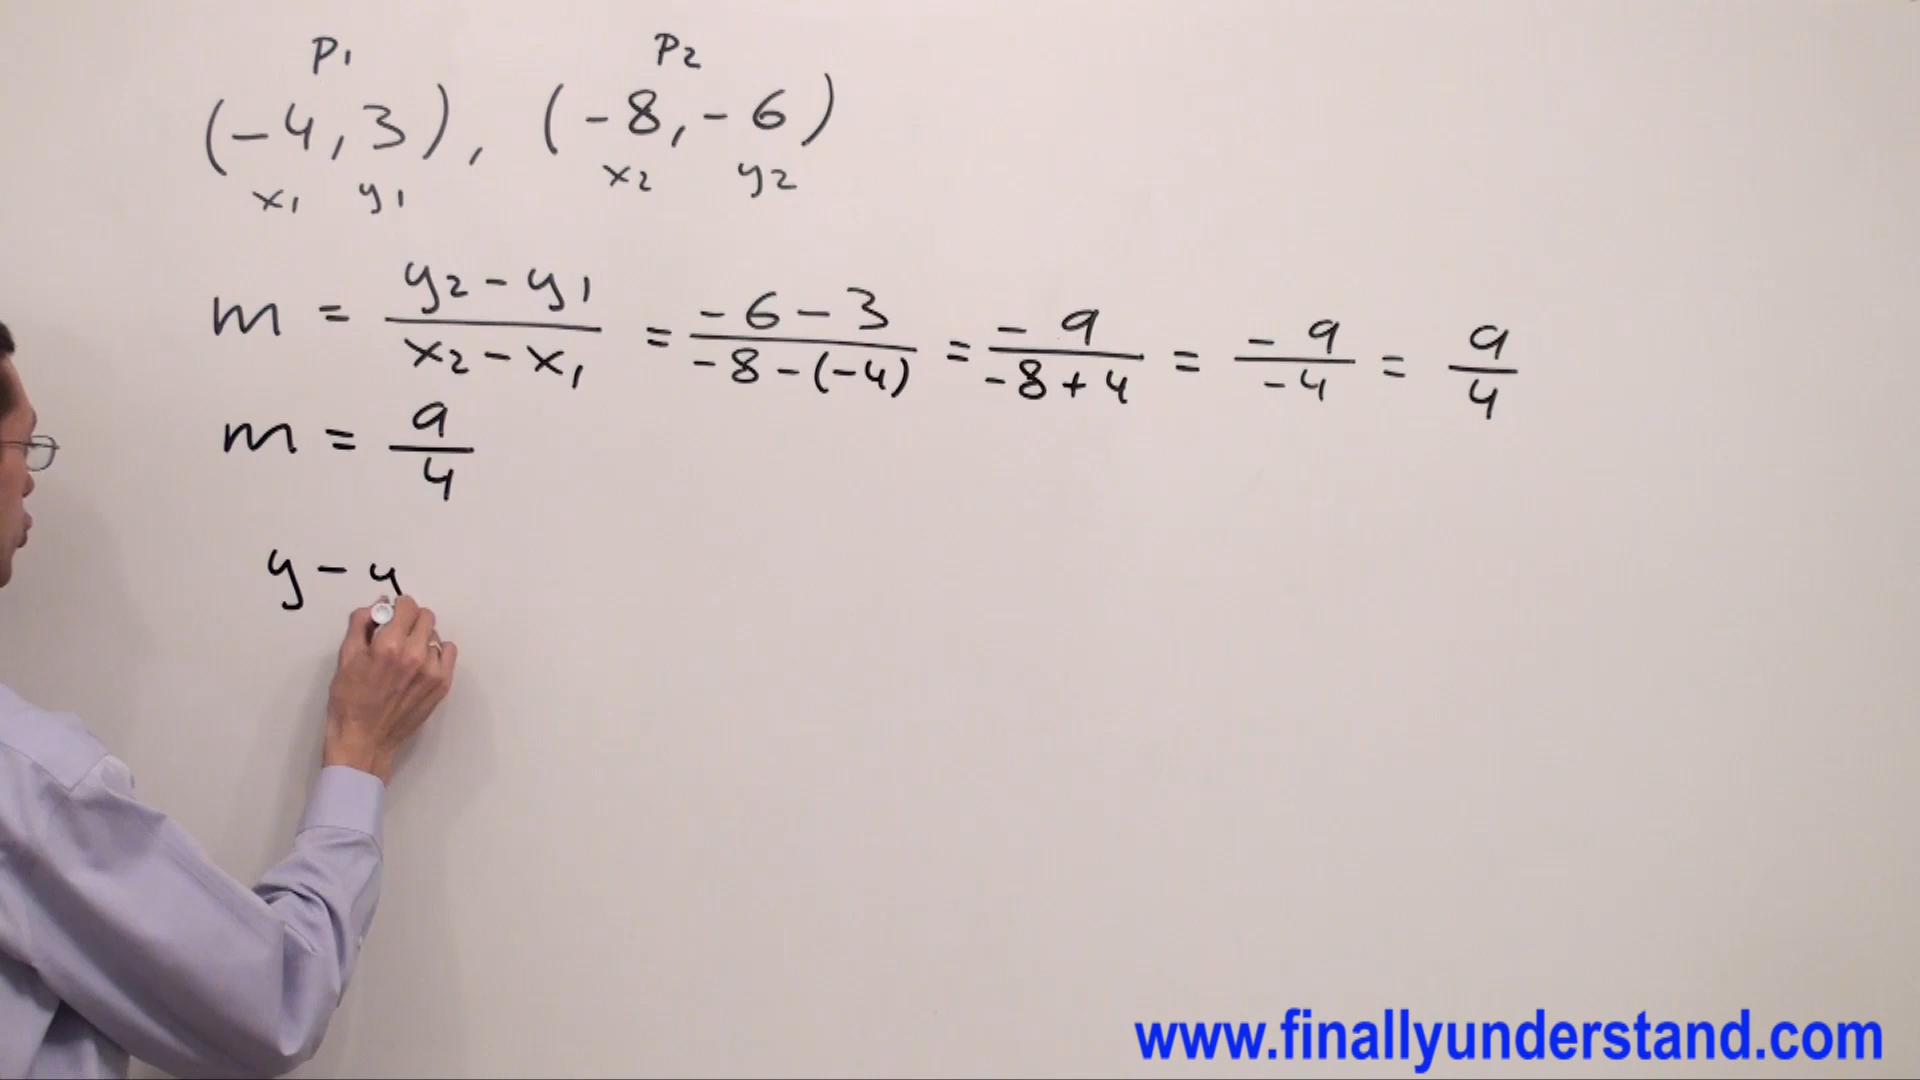 P1 P2
(-4, 3), (-8, -6)
x1 y1 x2 y2
m = y2 - y1 / x2 - x1 = -6 - 3 / -8 - (-4) = -9 / -8 + 4 = -9 / -4 = 9 / 4
m = 9 / 4
y - y
www.finallyunderstand.com